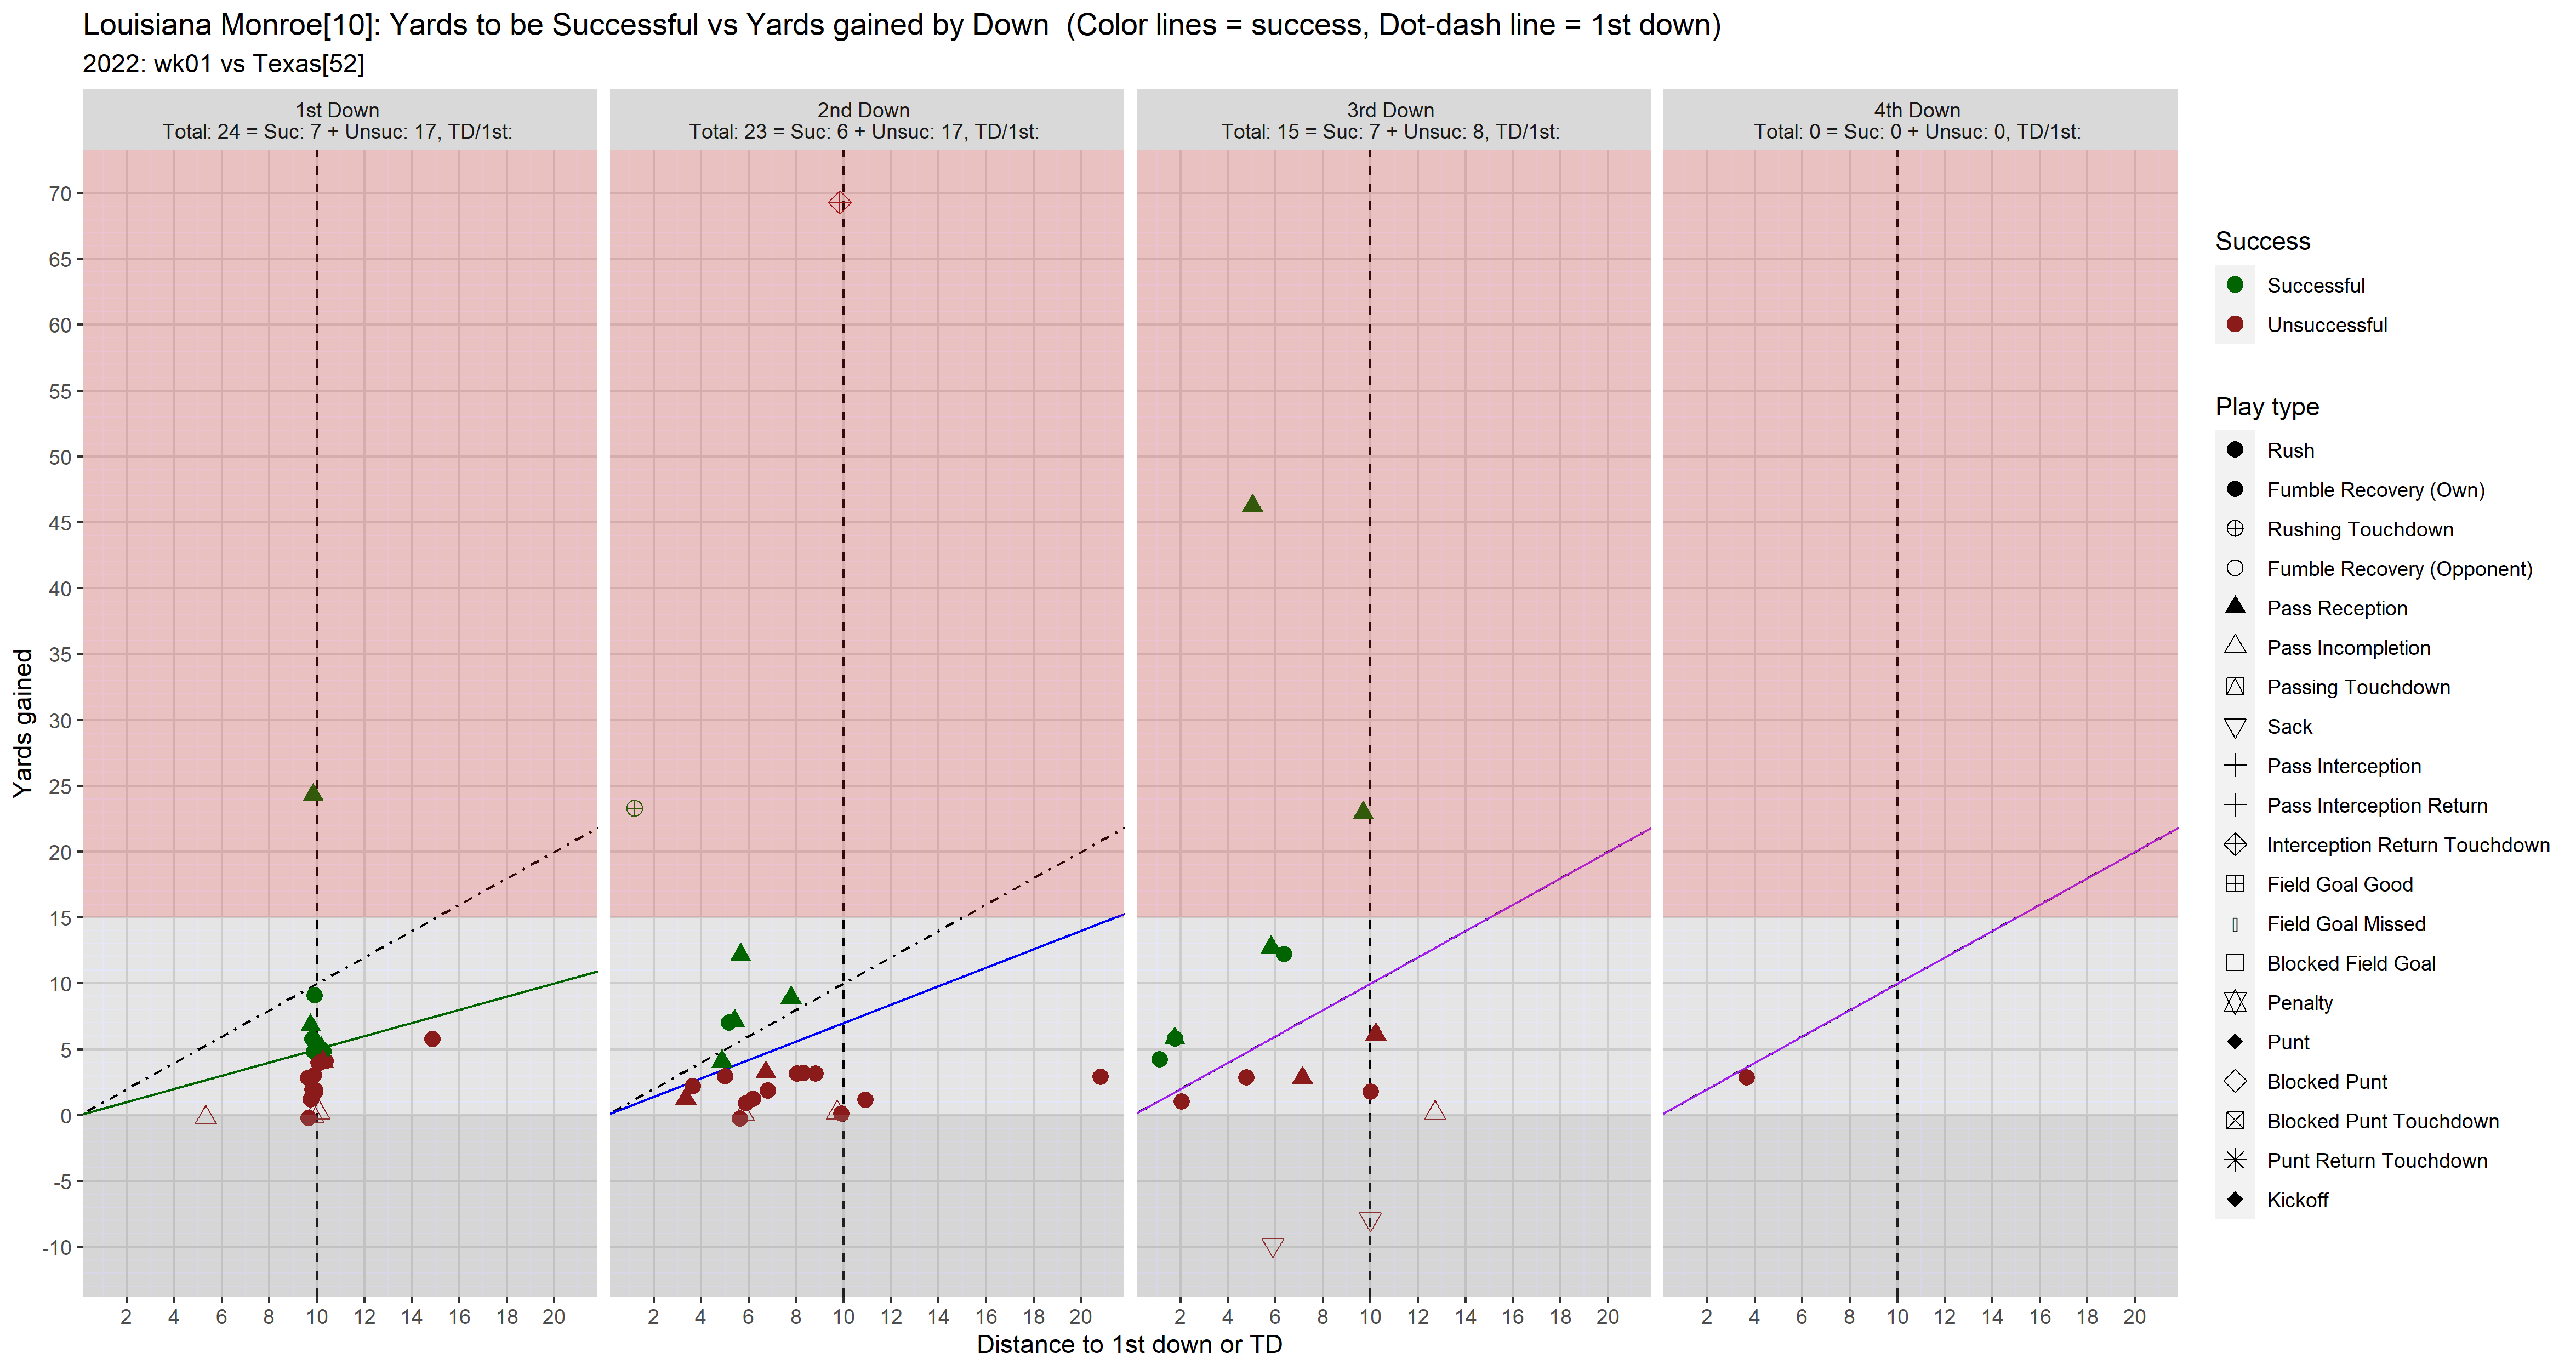 Louisiana Monroe[10]: Yards to be Successful vs Yards gained by Down  (Color lines = success, Dot-dash line = 1st down)
2022: wk01 vs Texas[52]
1st Down
Total: 24 = Suc: 7 + Unsuc: 17, TD/1st:
2nd Down
Total: 23 = Suc: 6 + Unsuc: 17, TD/1st:
3rd Down
Total: 15 = Suc: 7 + Unsuc: 8, TD/1st:
4th Down
Total: 0 = Suc: 0 + Unsuc: 0, TD/1st:
Yards gained
70
65
60
55
50
45
40
35
30
25
20
15
10
5
0
-5
-10
2 4 6 8 10 12 14 16 18 20
2 4 6 8 10 12 14 16 18 20
2 4 6 8 10 12 14 16 18 20
2 4 6 8 10 12 14 16 18 20
Distance to 1st down or TD
Success
Successful
Unsuccessful
Play type
Rush
Fumble Recovery (Own)
Rushing Touchdown
Fumble Recovery (Opponent)
Pass Reception
Pass Incompletion
Passing Touchdown
Sack
Pass Interception
Pass Interception Return
Interception Return Touchdown
Field Goal Good
Field Goal Missed
Blocked Field Goal
Penalty
Punt
Blocked Punt
Blocked Punt Touchdown
Punt Return Touchdown
Kickoff